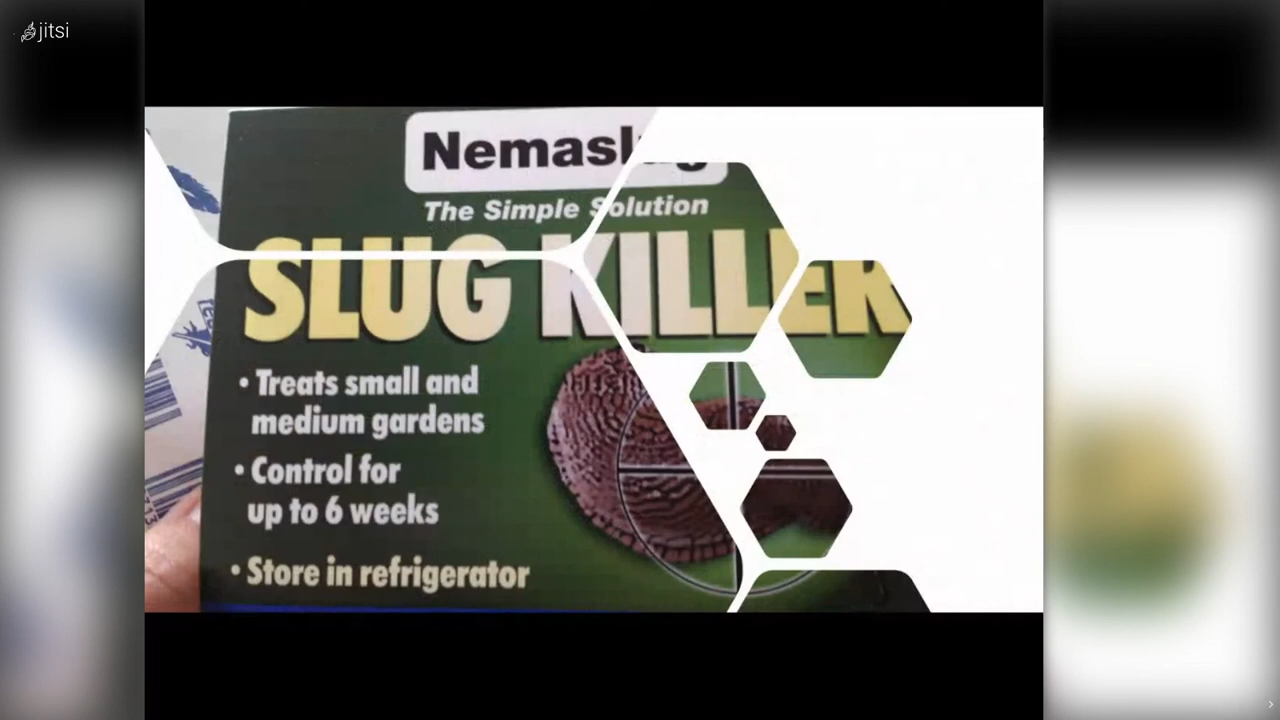 jitsi
Nemaslug
The Simple Solution
SLUG KILLER
• Treats small and
medium gardens
• Control for
up to 6 weeks
• Store in refrigerator